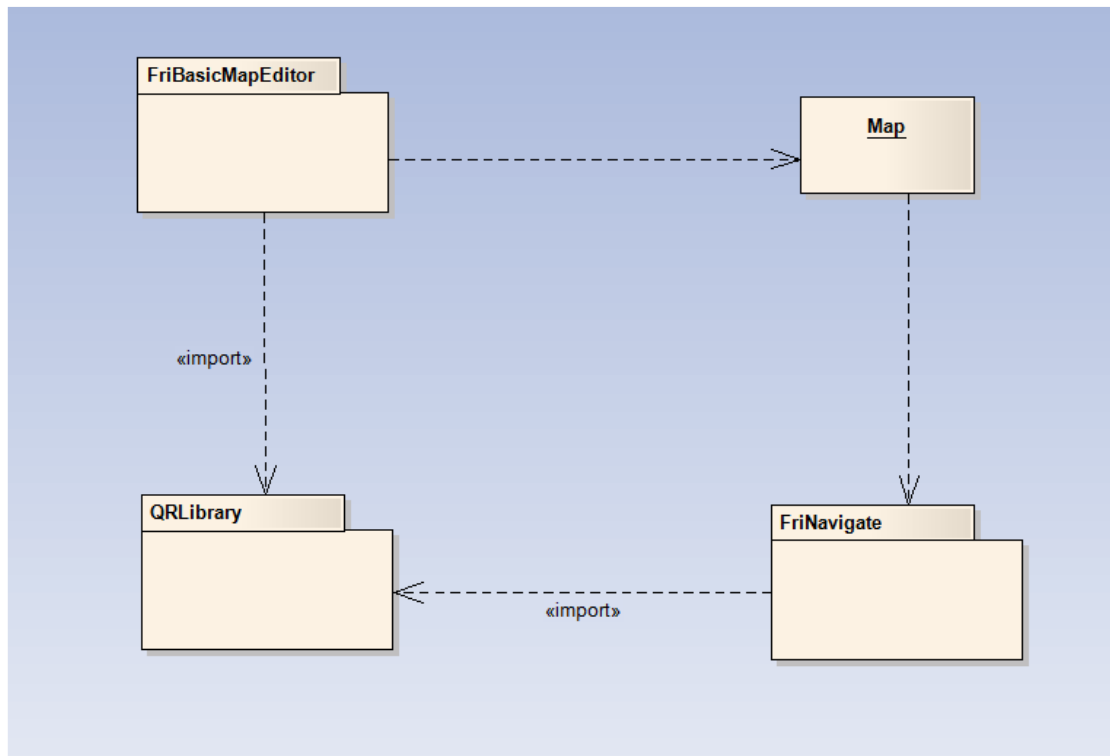 FriBasicMapEditor
Map
«import»
QRLibrary
FriNavigate
«import»